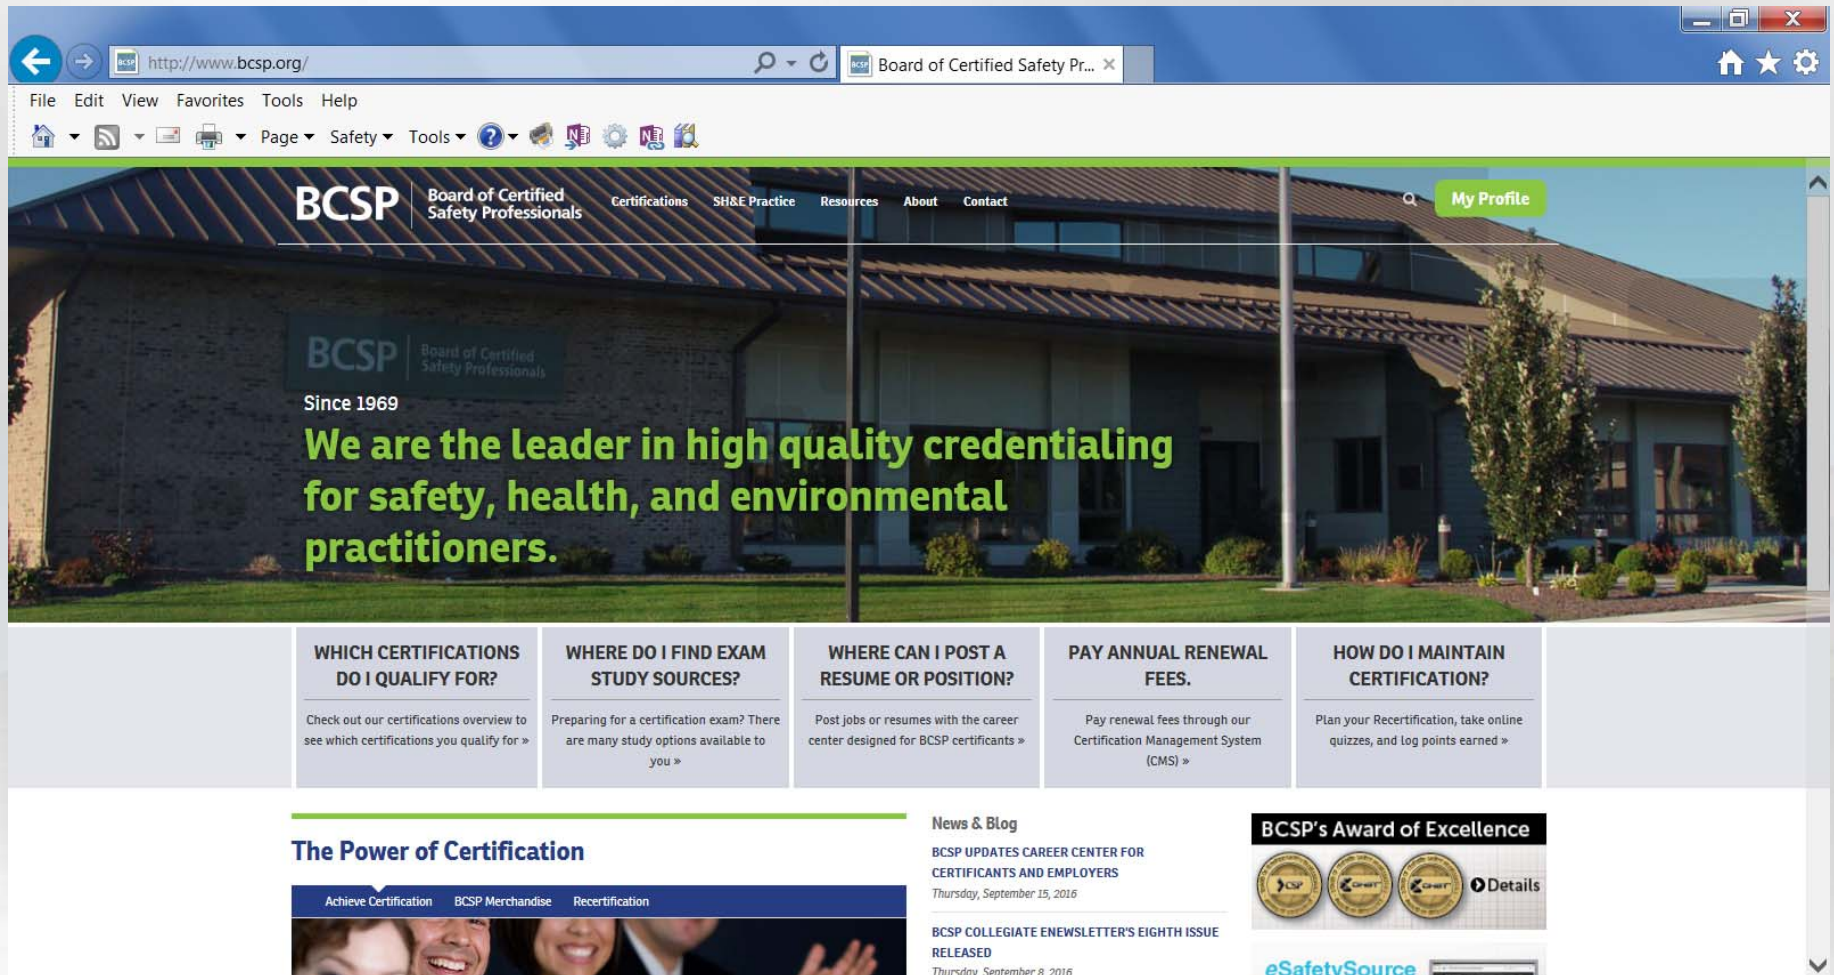 http://www.bcsp.org/
Board of Certified Safety Pr...
File Edit View Favorites Tools Help
Page Safety Tools
BCSP
Board of Certified
Safety Professionals
Certifications SH&E Practice Resources About Contact
My Profile
BCSP
Board of Certified
Safety Professionals
Since 1969
We are the leader in high quality credentialing
for safety, health, and environmental
practitioners.
WHICH CERTIFICATIONS
DO I QUALIFY FOR?
Check out our certifications overview to
see which certifications you qualify for »
WHERE DO I FIND EXAM
STUDY SOURCES?
Preparing for a certification exam? There
are many study options available to
you »
WHERE CAN I POST A
RESUME OR POSITION?
Post jobs or resumes with the career
center designed for BCSP certificants »
PAY ANNUAL RENEWAL
FEES.
Pay renewal fees through our
Certification Management System
(CMS) »
HOW DO I MAINTAIN
CERTIFICATION?
Plan your Recertification, take online
quizzes, and log points earned »
The Power of Certification
Achieve Certification BCSP Merchandise Recertification
News & Blog
BCSP UPDATES CAREER CENTER FOR
CERTIFICANTS AND EMPLOYERS
Thursday, September 15, 2016
BCSP COLLEGIATE ENEWSLETTER'S EIGHTH ISSUE
RELEASED
Thursday, September 8, 2016
BCSP's Award of Excellence
CSP
Details
eSafetySource